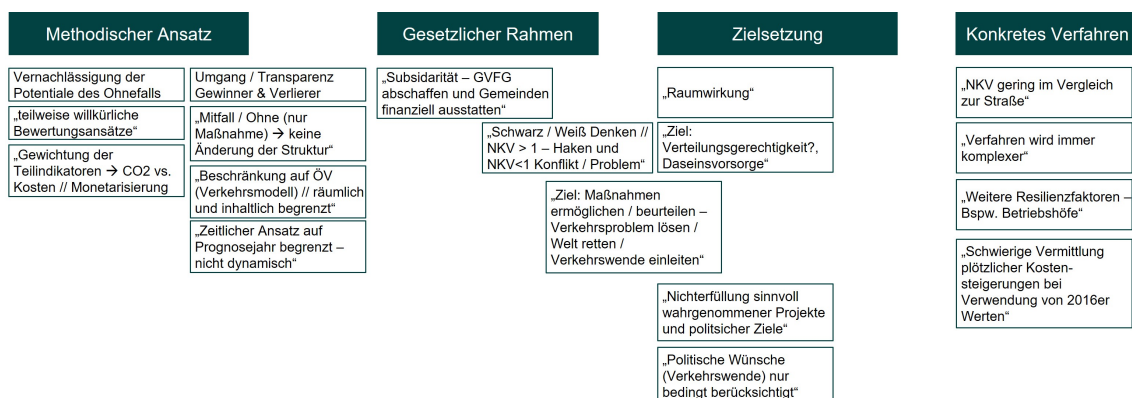 Methodischer Ansatz
Vernachlässigung der
Potentiale des Ohnefalls
„teilweise willkürliche
Bewertungsansätze“
„Gewichtung der
Teilindikatoren → CO2 vs.
Kosten // Monetarisierung
Umgang / Transparenz
Gewinner & Verlierer
„Mitfall / Ohne (nur
Maßnahme) → keine
Änderung der Struktur“
„Beschränkung auf ÖV
(Verkehrsmodell) // räumlich
und inhaltlich begrenzt“
„Zeitlicher Ansatz auf
Prognosejahr begrenzt –
nicht dynamisch“
Gesetzlicher Rahmen
„Subsidarität – GVFG
abschaffen und Gemeinden
finanziell ausstatten“
„Schwarz / Weiß Denken //
NKV > 1 – Haken und
NKV<1 Konflikt / Problem“
„Ziel: Maßnahmen
ermöglichen / beurteilen –
Verkehrsproblem lösen /
Welt retten /
Verkehrswende einleiten“
Zielsetzung
„Raumwirkung“
„Ziel:
Verteilungsgerechtigkeit?,
Daseinsvorsorge“
„Nichterfüllung sinnvoll
wahrgenommener Projekte
und politsicher Ziele“
„Politische Wünsche
(Verkehrswende) nur
bedingt berücksichtigt“
Konkretes Verfahren
„NKV gering im Vergleich
zur Straße“
„Verfahren wird immer
komplexer“
„Weitere Resilienzfaktoren –
Bspw. Betriebshöfe“
„Schwierige Vermittlung
plötzlicher Kosten-
steigerungen bei
Verwendung von 2016er
Werten“